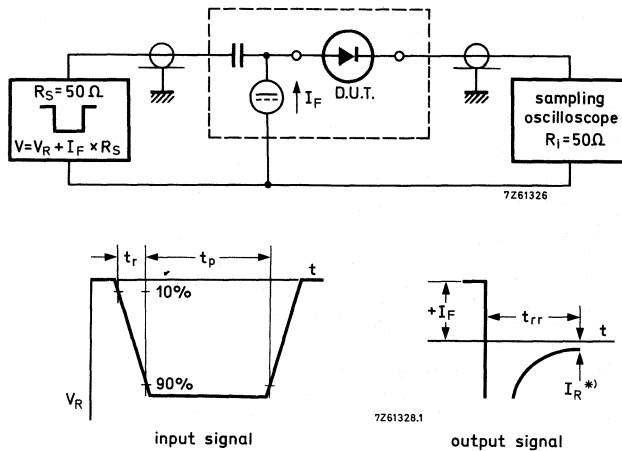 R_S = 50 Ω
V = V_R + I_F × R_S
I_F
D.U.T.
sampling
oscilloscope
R_i = 50 Ω
7Z61326
t_r
t_p
t
10%
90%
V_R
input signal
+I_F
t_rr
t
I_R *)
7Z61328.1
output signal